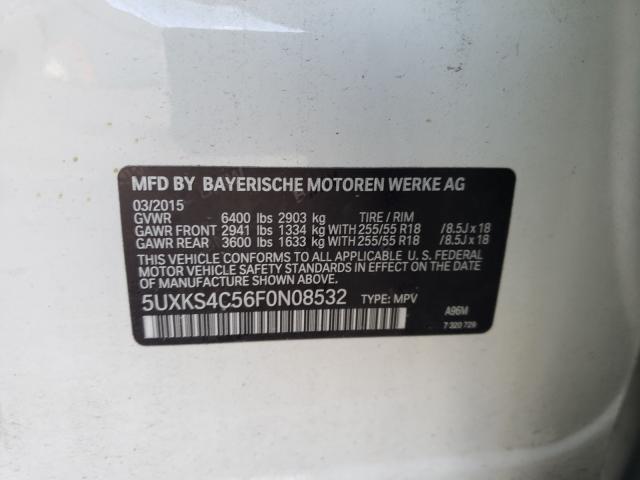 MFD BY BAYERISCHE MOTOREN WERKE AG
03/2015
GVWR 6400 lbs 2903 kg TIRE / RIM
GAWR FRONT 2941 lbs 1334 kg WITH 255/55 R18 /8.5J x 18
GAWR REAR 3600 lbs 1633 kg WITH 255/55 R18 /8.5J x 18
THIS VEHICLE CONFORMS TO ALL APPLICABLE U.S. FEDERAL
MOTOR VEHICLE SAFETY STANDARDS IN EFFECT ON THE DATE
OF MANUFACTURE SHOWN ABOVE.
5UXKS4C56F0N08532 TYPE: MPV
A96M
7 320 729